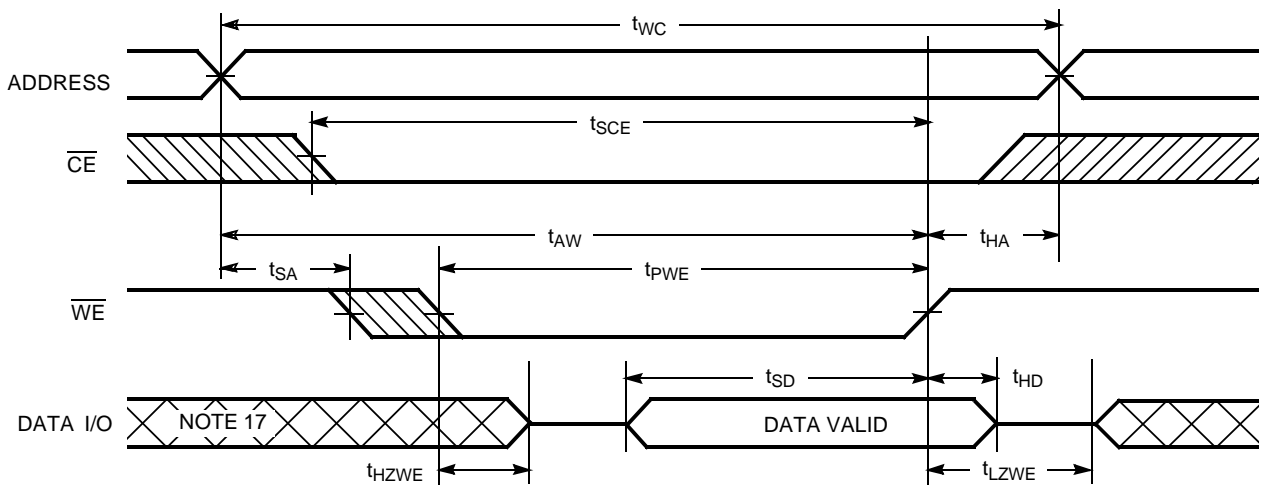 tWC
ADDRESS
tSCE
CE
tAW
tHA
tSA
tPWE
WE
tSD
tHD
DATA I/O
NOTE 17
DATA VALID
tHZWE
tLZWE